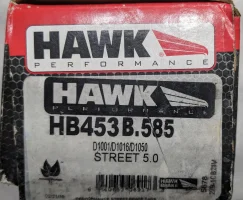 HAWK
PERFORMANCE
HAWK
PERFORMANCE
HB453B.585
D1001/D1016/D1050
STREET 5.0